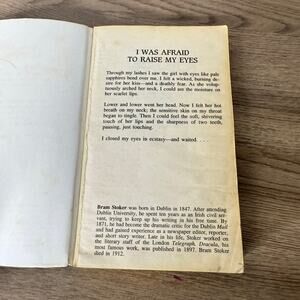 I WAS AFRAID
TO RAISE MY EYES
Through my lashes I saw the girl with eyes like pale
sapphires bend over me. I felt a wicked, burning de-
sire for her kiss—and a deadly fear. As she volup-
tuously arched her neck, I could see the moisture on
her scarlet lips.
Lower and lower went her head. Now I felt her hot
breath on my neck; the sensitive skin on my throat
began to tingle. Then I could feel the soft, shivering
touch of her lips and the sharpness of two teeth,
pausing, just touching.
I closed my eyes in ecstasy—and waited. . . .
Bram Stoker was born in Dublin in 1847. After attending
Dublin University, he spent ten years as an Irish civil ser-
vant, trying to keep up his writing in his free time. By
1871, he had become the dramatic critic for the Dublin Mail
and had gained experience as a newspaper editor, reporter,
and short story writer. Late in his life, Stoker worked on
the literary staff of the London Telegraph. Dracula, his
most famous work, was published in 1897. Bram Stoker
died in 1912.